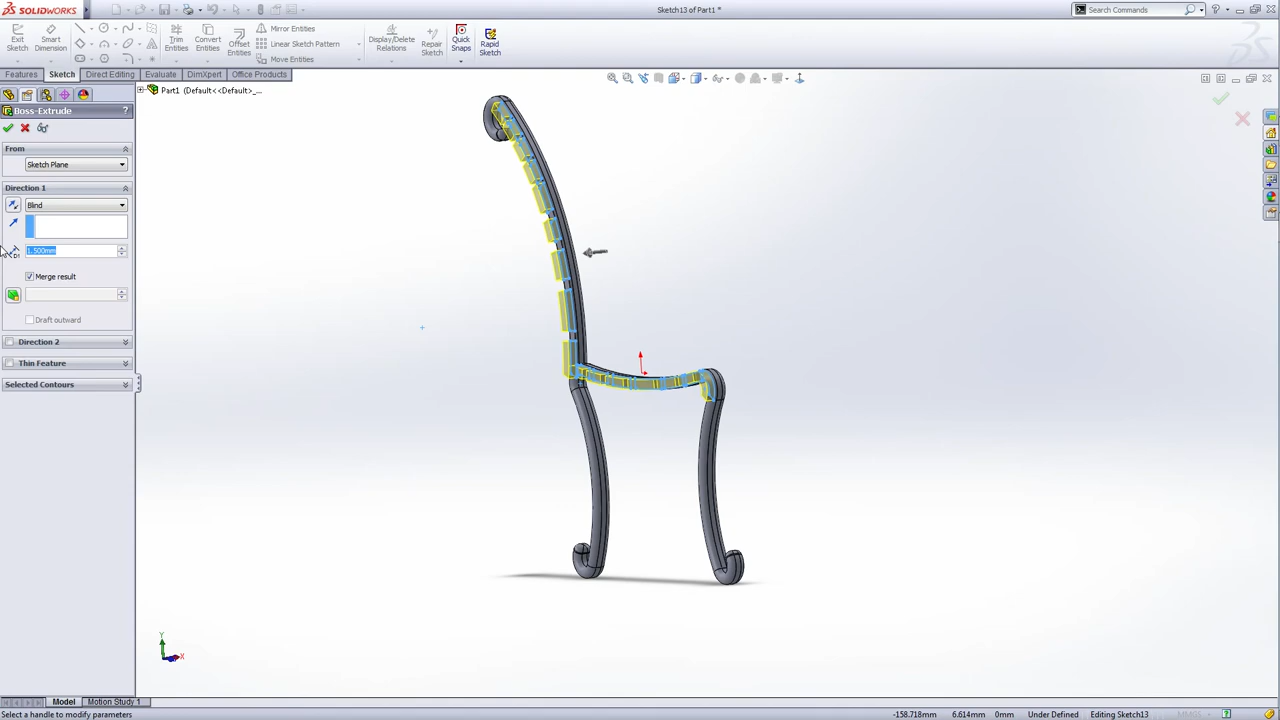 SOLIDWORKS
Sketch13 of Part1 *
Search Commands
Exit Sketch
Smart Dimension
Trim Entities
Convert Entities
Offset Entities
Mirror Entities
Linear Sketch Pattern
Move Entities
Display/Delete Relations
Repair Sketch
Quick Snaps
Rapid Sketch
Features
Sketch
Direct Editing
Evaluate
DimXpert
Office Products
Part1 (Default<<Default>_...
Boss-Extrude
?
From
Sketch Plane
Direction 1
Blind
1.500mm
Merge result
Draft outward
Direction 2
Thin Feature
Selected Contours
Y
X
Model
Motion Study 1
Select a handle to modify parameters
-158.718mm
6.614mm
0mm
Under Defined
Editing Sketch13